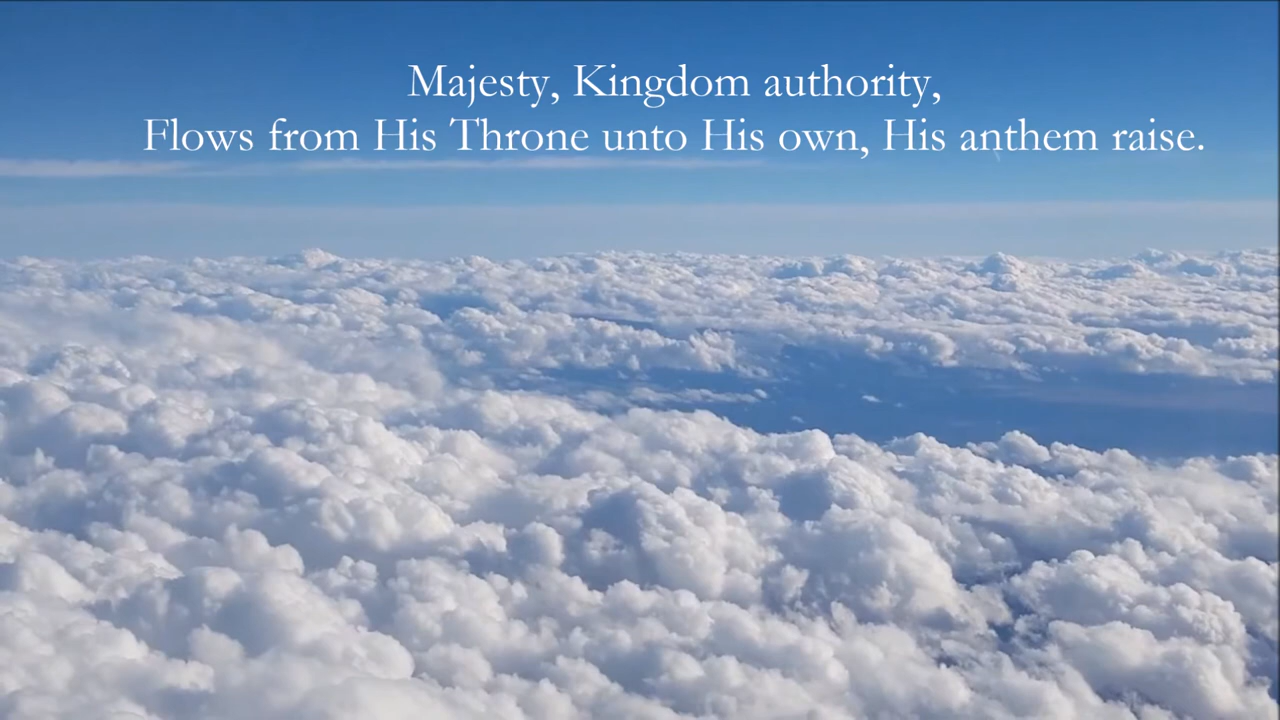 Majesty, Kingdom authority,
Flows from His Throne unto His own, His anthem raise.